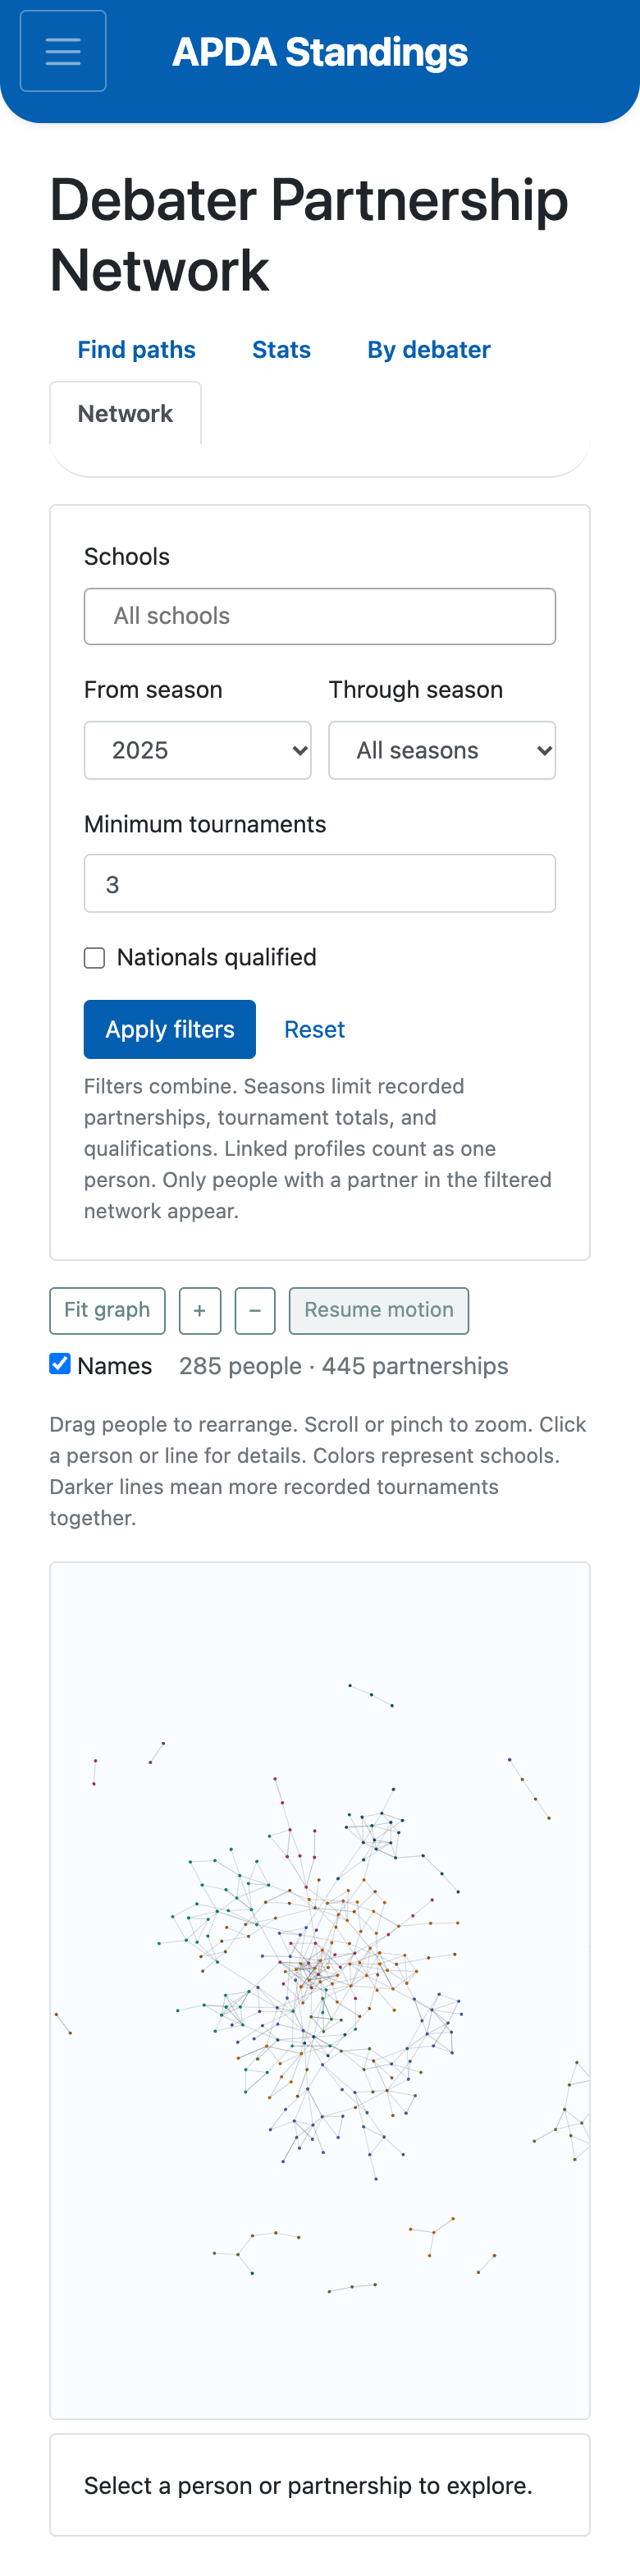 APDA Standings
Debater Partnership
Network
Find paths Stats By debater
Network
Schools
All schools
From season Through season
2025 All seasons
Minimum tournaments
3
Nationals qualified
Apply filters Reset
Filters combine. Seasons limit recorded
partnerships, tournament totals, and
qualifications. Linked profiles count as one
person. Only people with a partner in the filtered
network appear.
Fit graph + − Resume motion
Names 285 people · 445 partnerships
Drag people to rearrange. Scroll or pinch to zoom. Click
a person or line for details. Colors represent schools.
Darker lines mean more recorded tournaments
together.
Select a person or partnership to explore.